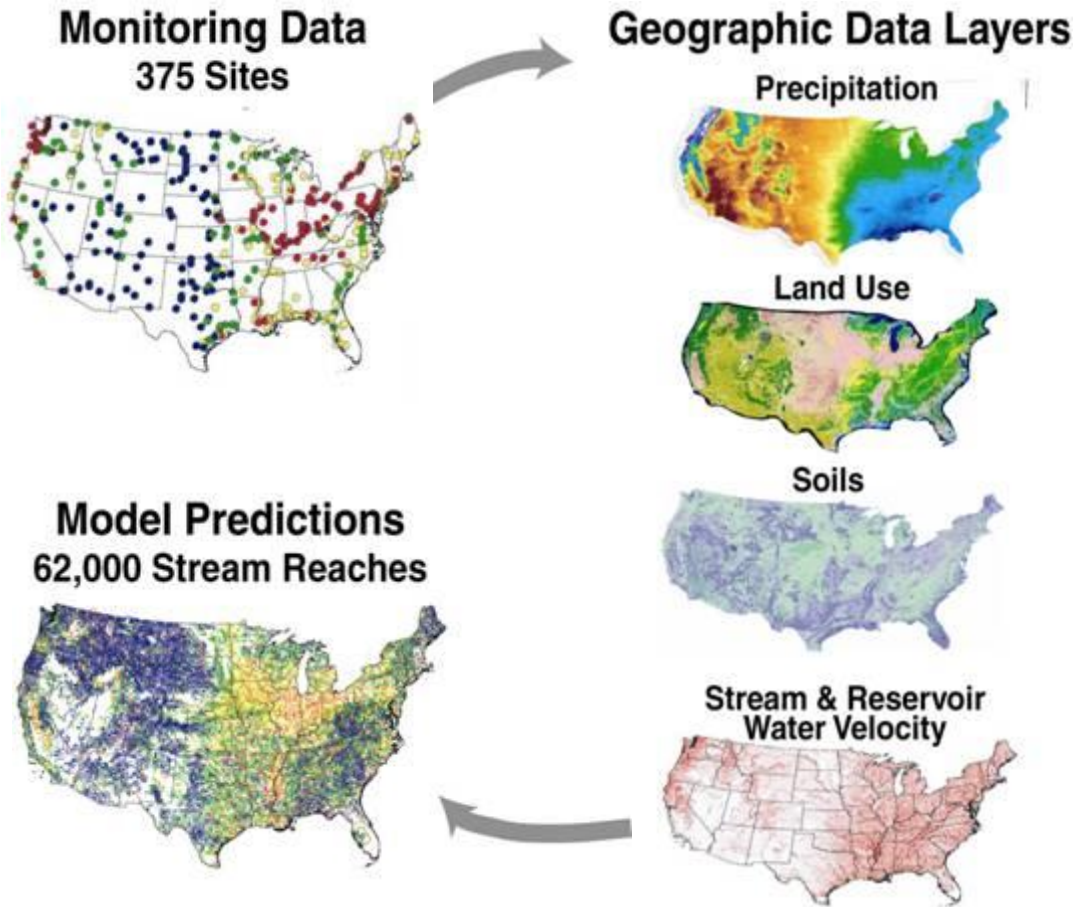 Monitoring Data
375 Sites
Geographic Data Layers
Precipitation
Land Use
Soils
Stream & Reservoir
Water Velocity
Model Predictions
62,000 Stream Reaches